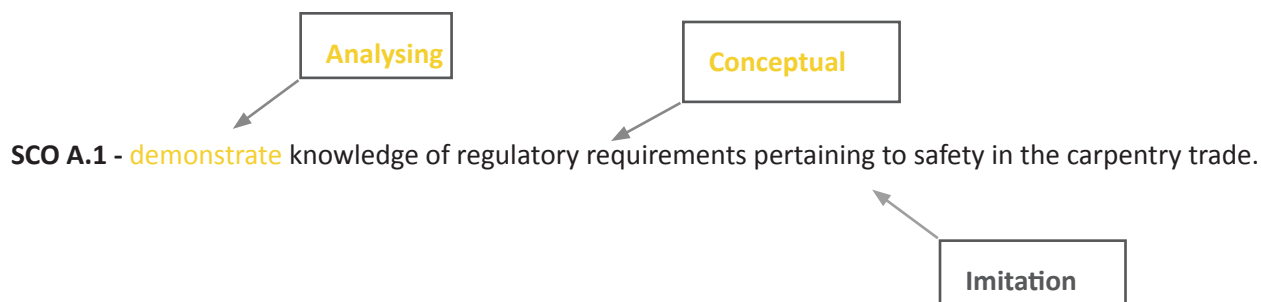 Analysing
Conceptual
SCO A.1 - demonstrate knowledge of regulatory requirements pertaining to safety in the carpentry trade.
Imitation